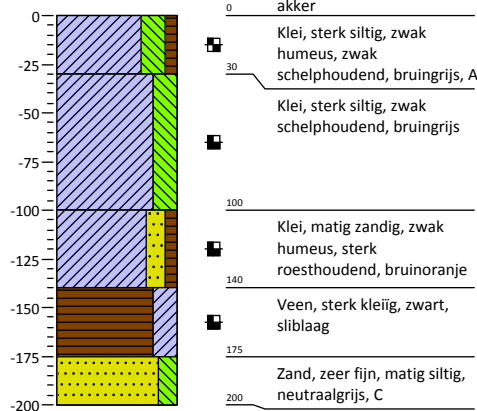 0
-25
-50
-75
-100
-125
-150
-175
-200
0
akker
Klei, sterk siltig, zwak
humeus, zwak
schelphoudend, bruingrijs, A
30
Klei, sterk siltig, zwak
schelphoudend, bruingrijs
100
Klei, matig zandig, zwak
humeus, sterk
roesthoudend, bruinoranje
140
Veen, sterk kleiïg, zwart,
sliblaag
175
Zand, zeer fijn, matig siltig,
neutraalgrijs, C
200